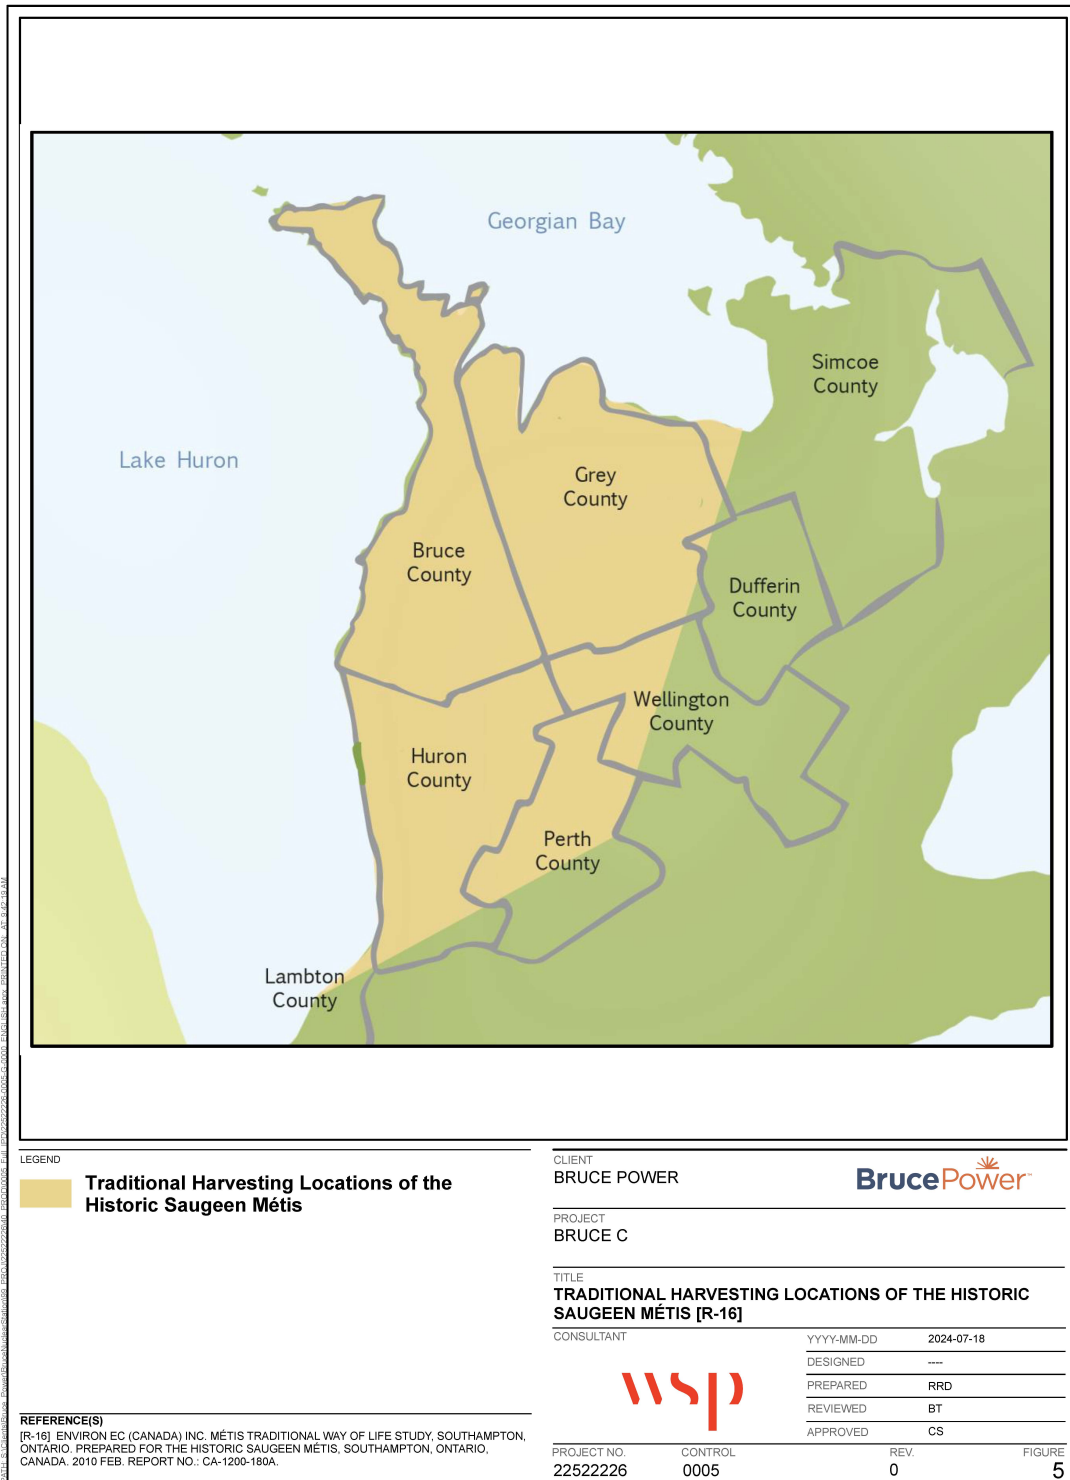 Georgian Bay
Simcoe
County
Lake Huron
Grey
County
Bruce
County
Dufferin
County
Wellington
County
Huron
County
Perth
County
Lambton
County
LEGEND
Traditional Harvesting Locations of the
Historic Saugeen Métis
REFERENCE(S)
[R-16] ENVIRON EC (CANADA) INC. MÉTIS TRADITIONAL WAY OF LIFE STUDY, SOUTHAMPTON,
ONTARIO. PREPARED FOR THE HISTORIC SAUGEEN MÉTIS, SOUTHAMPTON, ONTARIO,
CANADA. 2010 FEB. REPORT NO.: CA-1200-180A.
CLIENT
BRUCE POWER
BrucePower™
PROJECT
BRUCE C
TITLE
TRADITIONAL HARVESTING LOCATIONS OF THE HISTORIC
SAUGEEN MÉTIS [R-16]
CONSULTANT
wsp
YYYY-MM-DD 2024-07-18
DESIGNED ----
PREPARED RRD
REVIEWED BT
APPROVED CS
PROJECT NO. CONTROL REV. FIGURE
22522226 0005 0 5